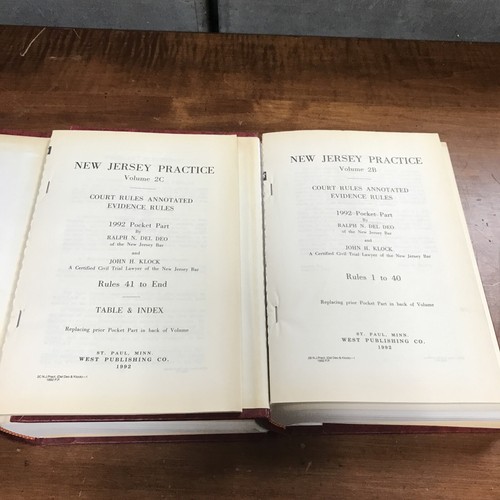 NEW JERSEY PRACTICE
Volume 2C
COURT RULES ANNOTATED
EVIDENCE RULES
1992 Pocket Part
By
RALPH N. DEL DEO
of the New Jersey Bar
and
JOHN H. KLOCK
A Certified Civil Trial Lawyer of the New Jersey Bar
Rules 41 to End
TABLE & INDEX
Replacing prior Pocket Part in back of Volume
ST. PAUL, MINN.
WEST PUBLISHING CO.
1992
NEW JERSEY PRACTICE
Volume 2B
COURT RULES ANNOTATED
EVIDENCE RULES
1992 Pocket Part
By
RALPH N. DEL DEO
of the New Jersey Bar
and
JOHN H. KLOCK
A Certified Civil Trial Lawyer of the New Jersey Bar
Rules 1 to 40
Replacing prior Pocket Part in back of Volume
ST. PAUL, MINN.
WEST PUBLISHING CO.
1992